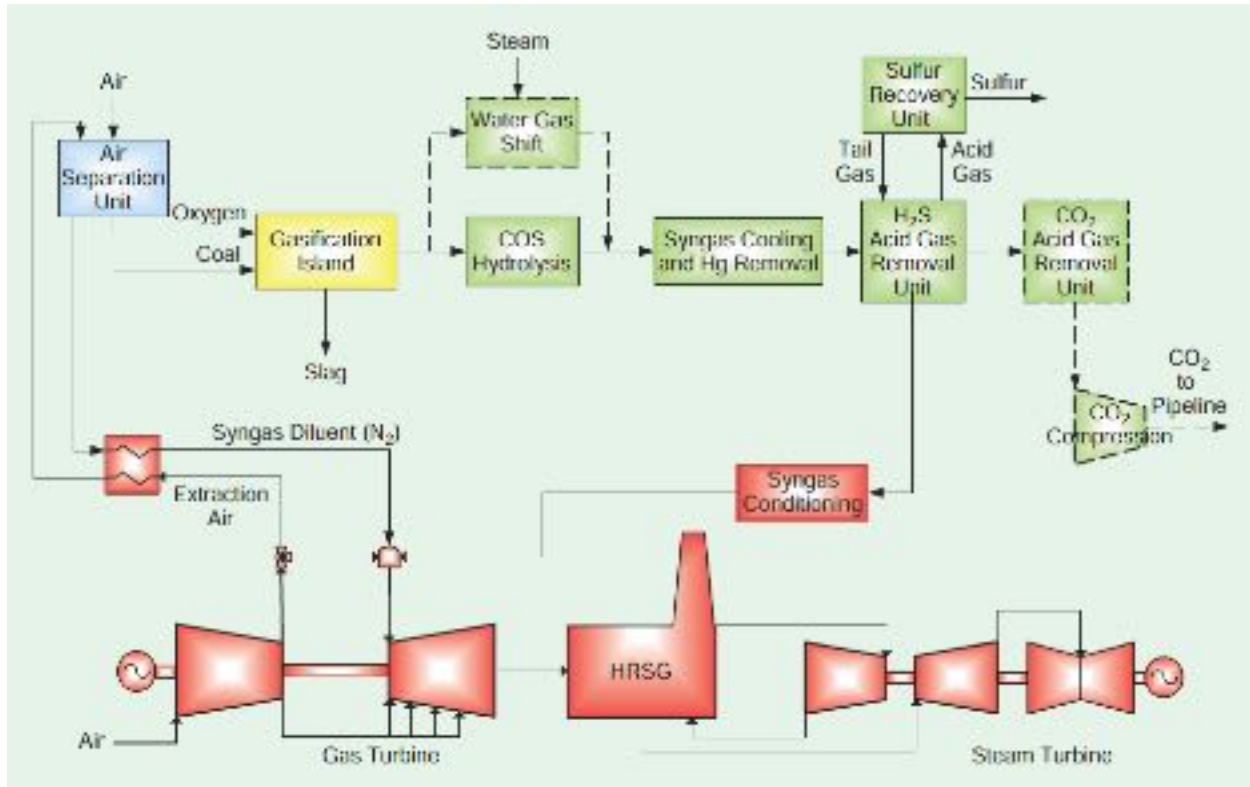 Steam
Air
Sulfur
Recovery
Unit
Sulfur
Water Gas
Shift
Air
Separation
Unit
Tail
Gas
Acid
Gas
Oxygen
Coal
Gasification
Island
COS
Hydrolysis
Syngas Cooling
and Hg Removal
H2S
Acid Gas
Removal
Unit
CO2
Acid Gas
Removal
Unit
Slag
CO2
to
Pipeline
CO2
Compression
Syngas Diluent (N2)
Extraction
Air
Syngas
Conditioning
HRSG
Air
Gas Turbine
Steam Turbine